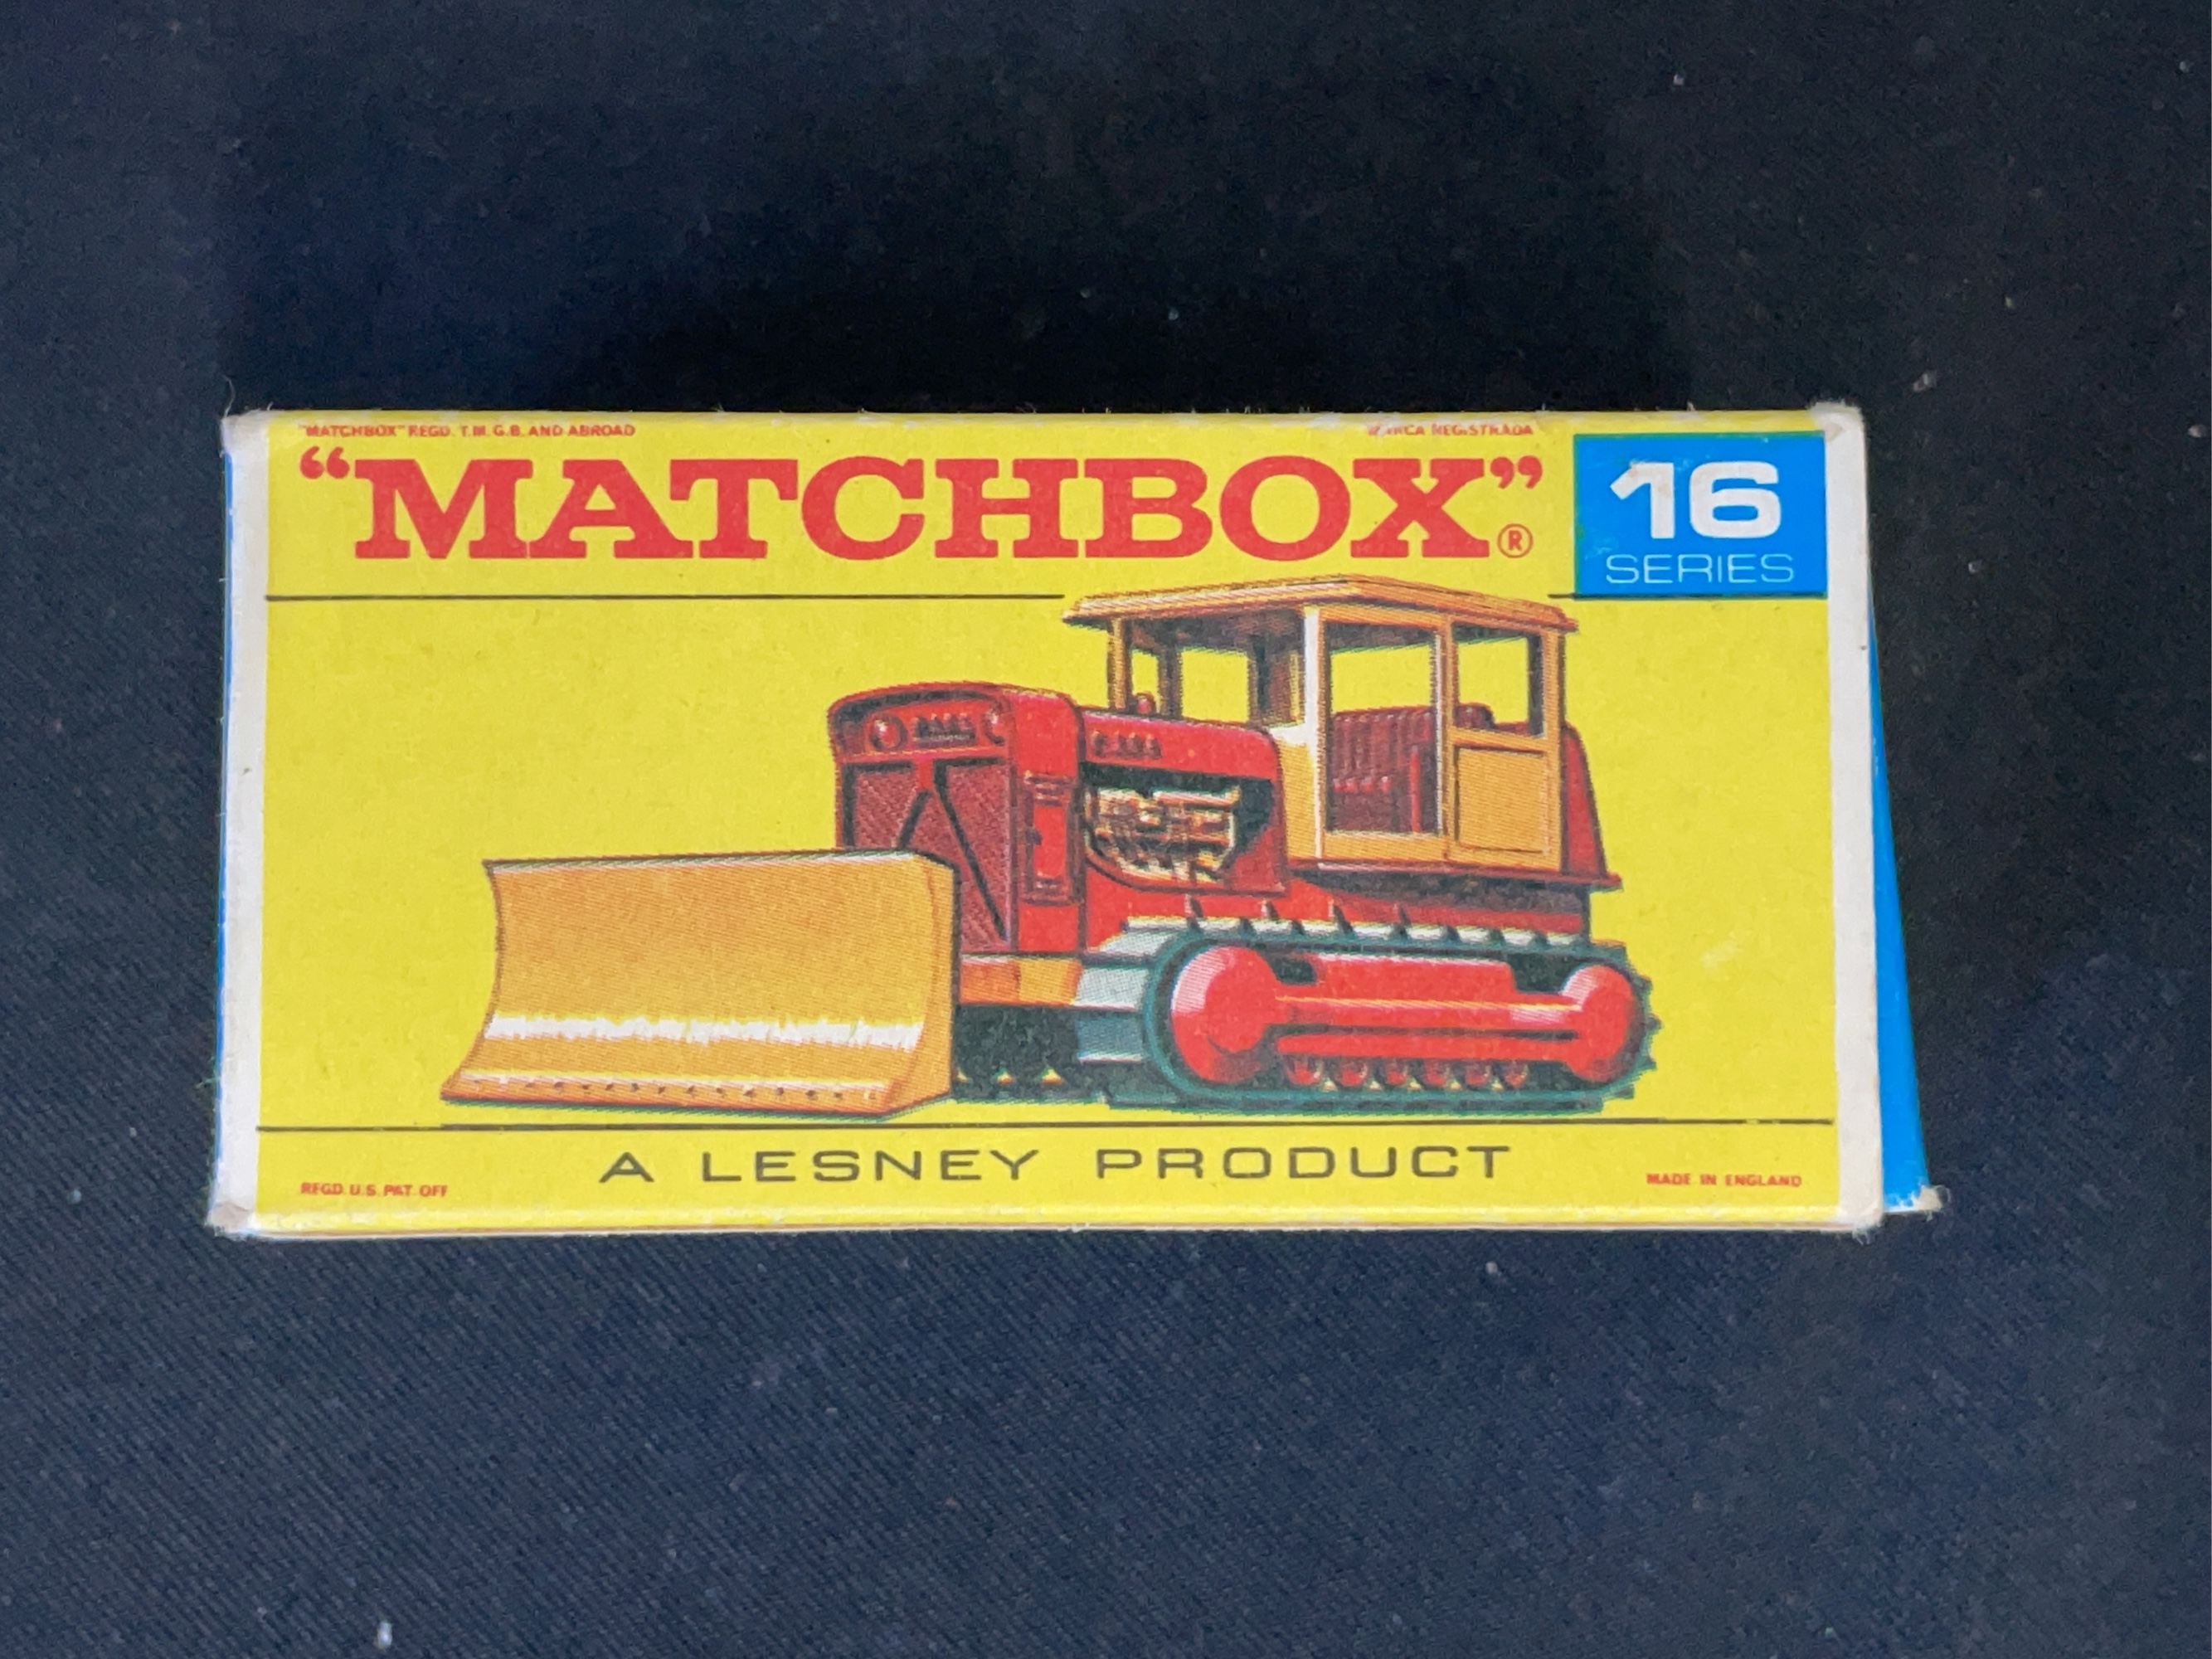 "MATCHBOX" REGD. T.M. G.B. AND ABROAD
MARCA REGISTRADA
“MATCHBOX”®
16
SERIES
A LESNEY PRODUCT
REGD. U.S. PAT. OFF
MADE IN ENGLAND